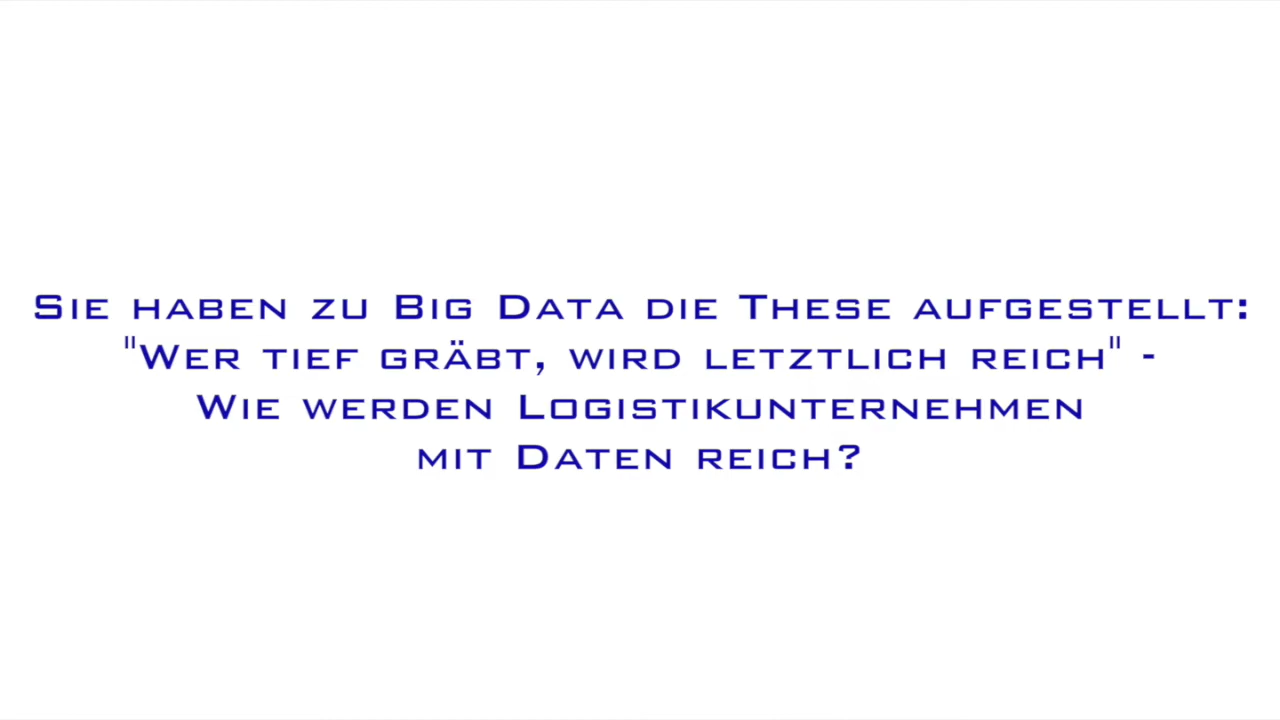 Sie haben zu Big Data die These aufgestellt:
"Wer tief gräbt, wird letztlich reich" -
Wie werden Logistikunternehmen
mit Daten reich?